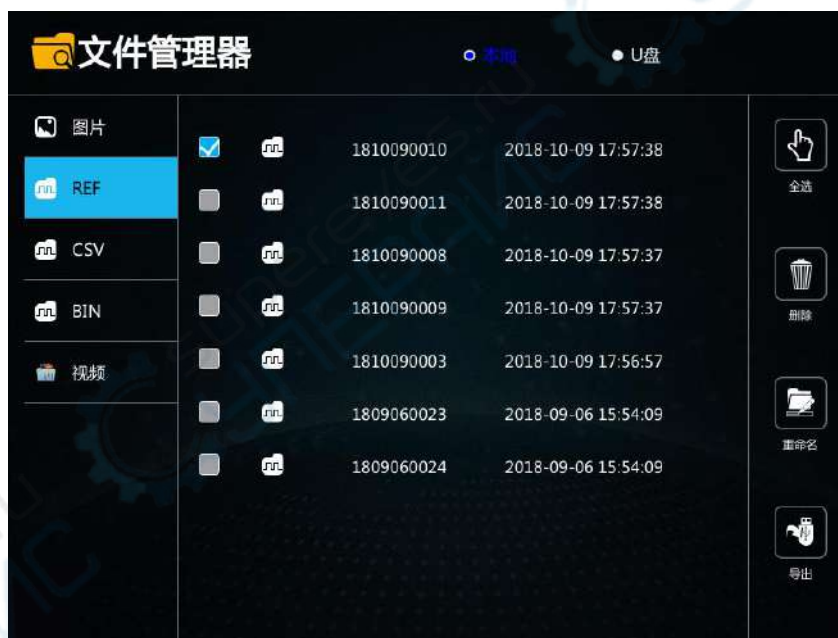 文件管理器
本地
U盘
图片
REF
CSV
BIN
视频
1810090010 2018-10-09 17:57:38
1810090011 2018-10-09 17:57:38
1810090008 2018-10-09 17:57:37
1810090009 2018-10-09 17:57:37
1810090003 2018-10-09 17:56:57
1809060023 2018-09-06 15:54:09
1809060024 2018-09-06 15:54:09
全选
删除
重命名
导出
supereyes.ru